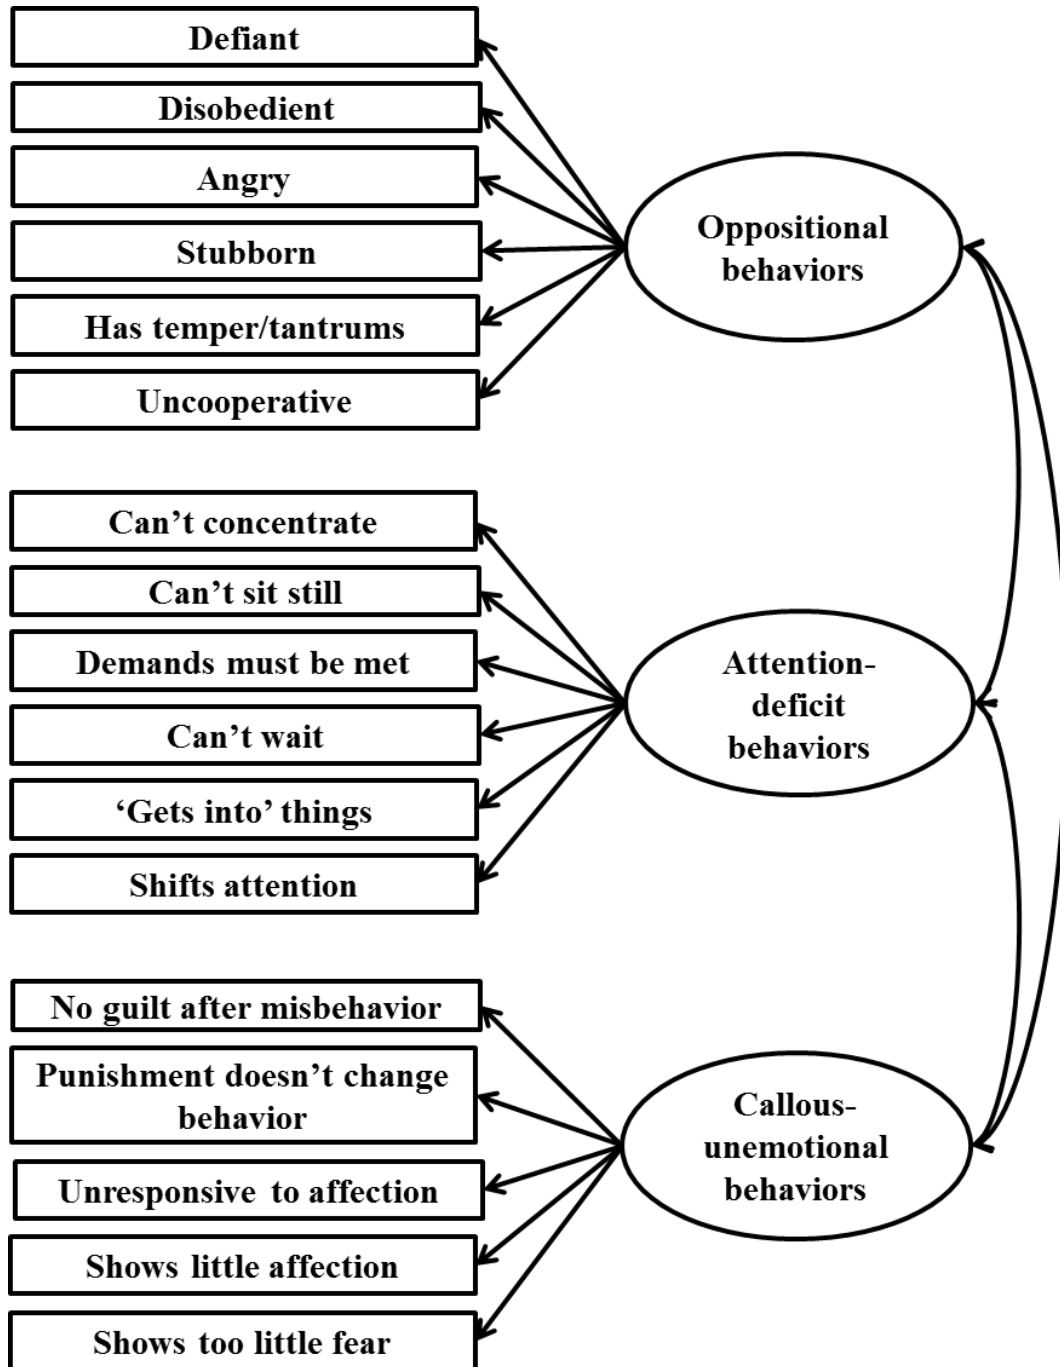 Defiant
Disobedient
Angry
Stubborn
Has temper/tantrums
Uncooperative
Oppositional
behaviors
Can’t concentrate
Can’t sit still
Demands must be met
Can’t wait
‘Gets into’ things
Shifts attention
Attention-
deficit
behaviors
No guilt after misbehavior
Punishment doesn’t change
behavior
Unresponsive to affection
Shows little affection
Shows too little fear
Callous-
unemotional
behaviors